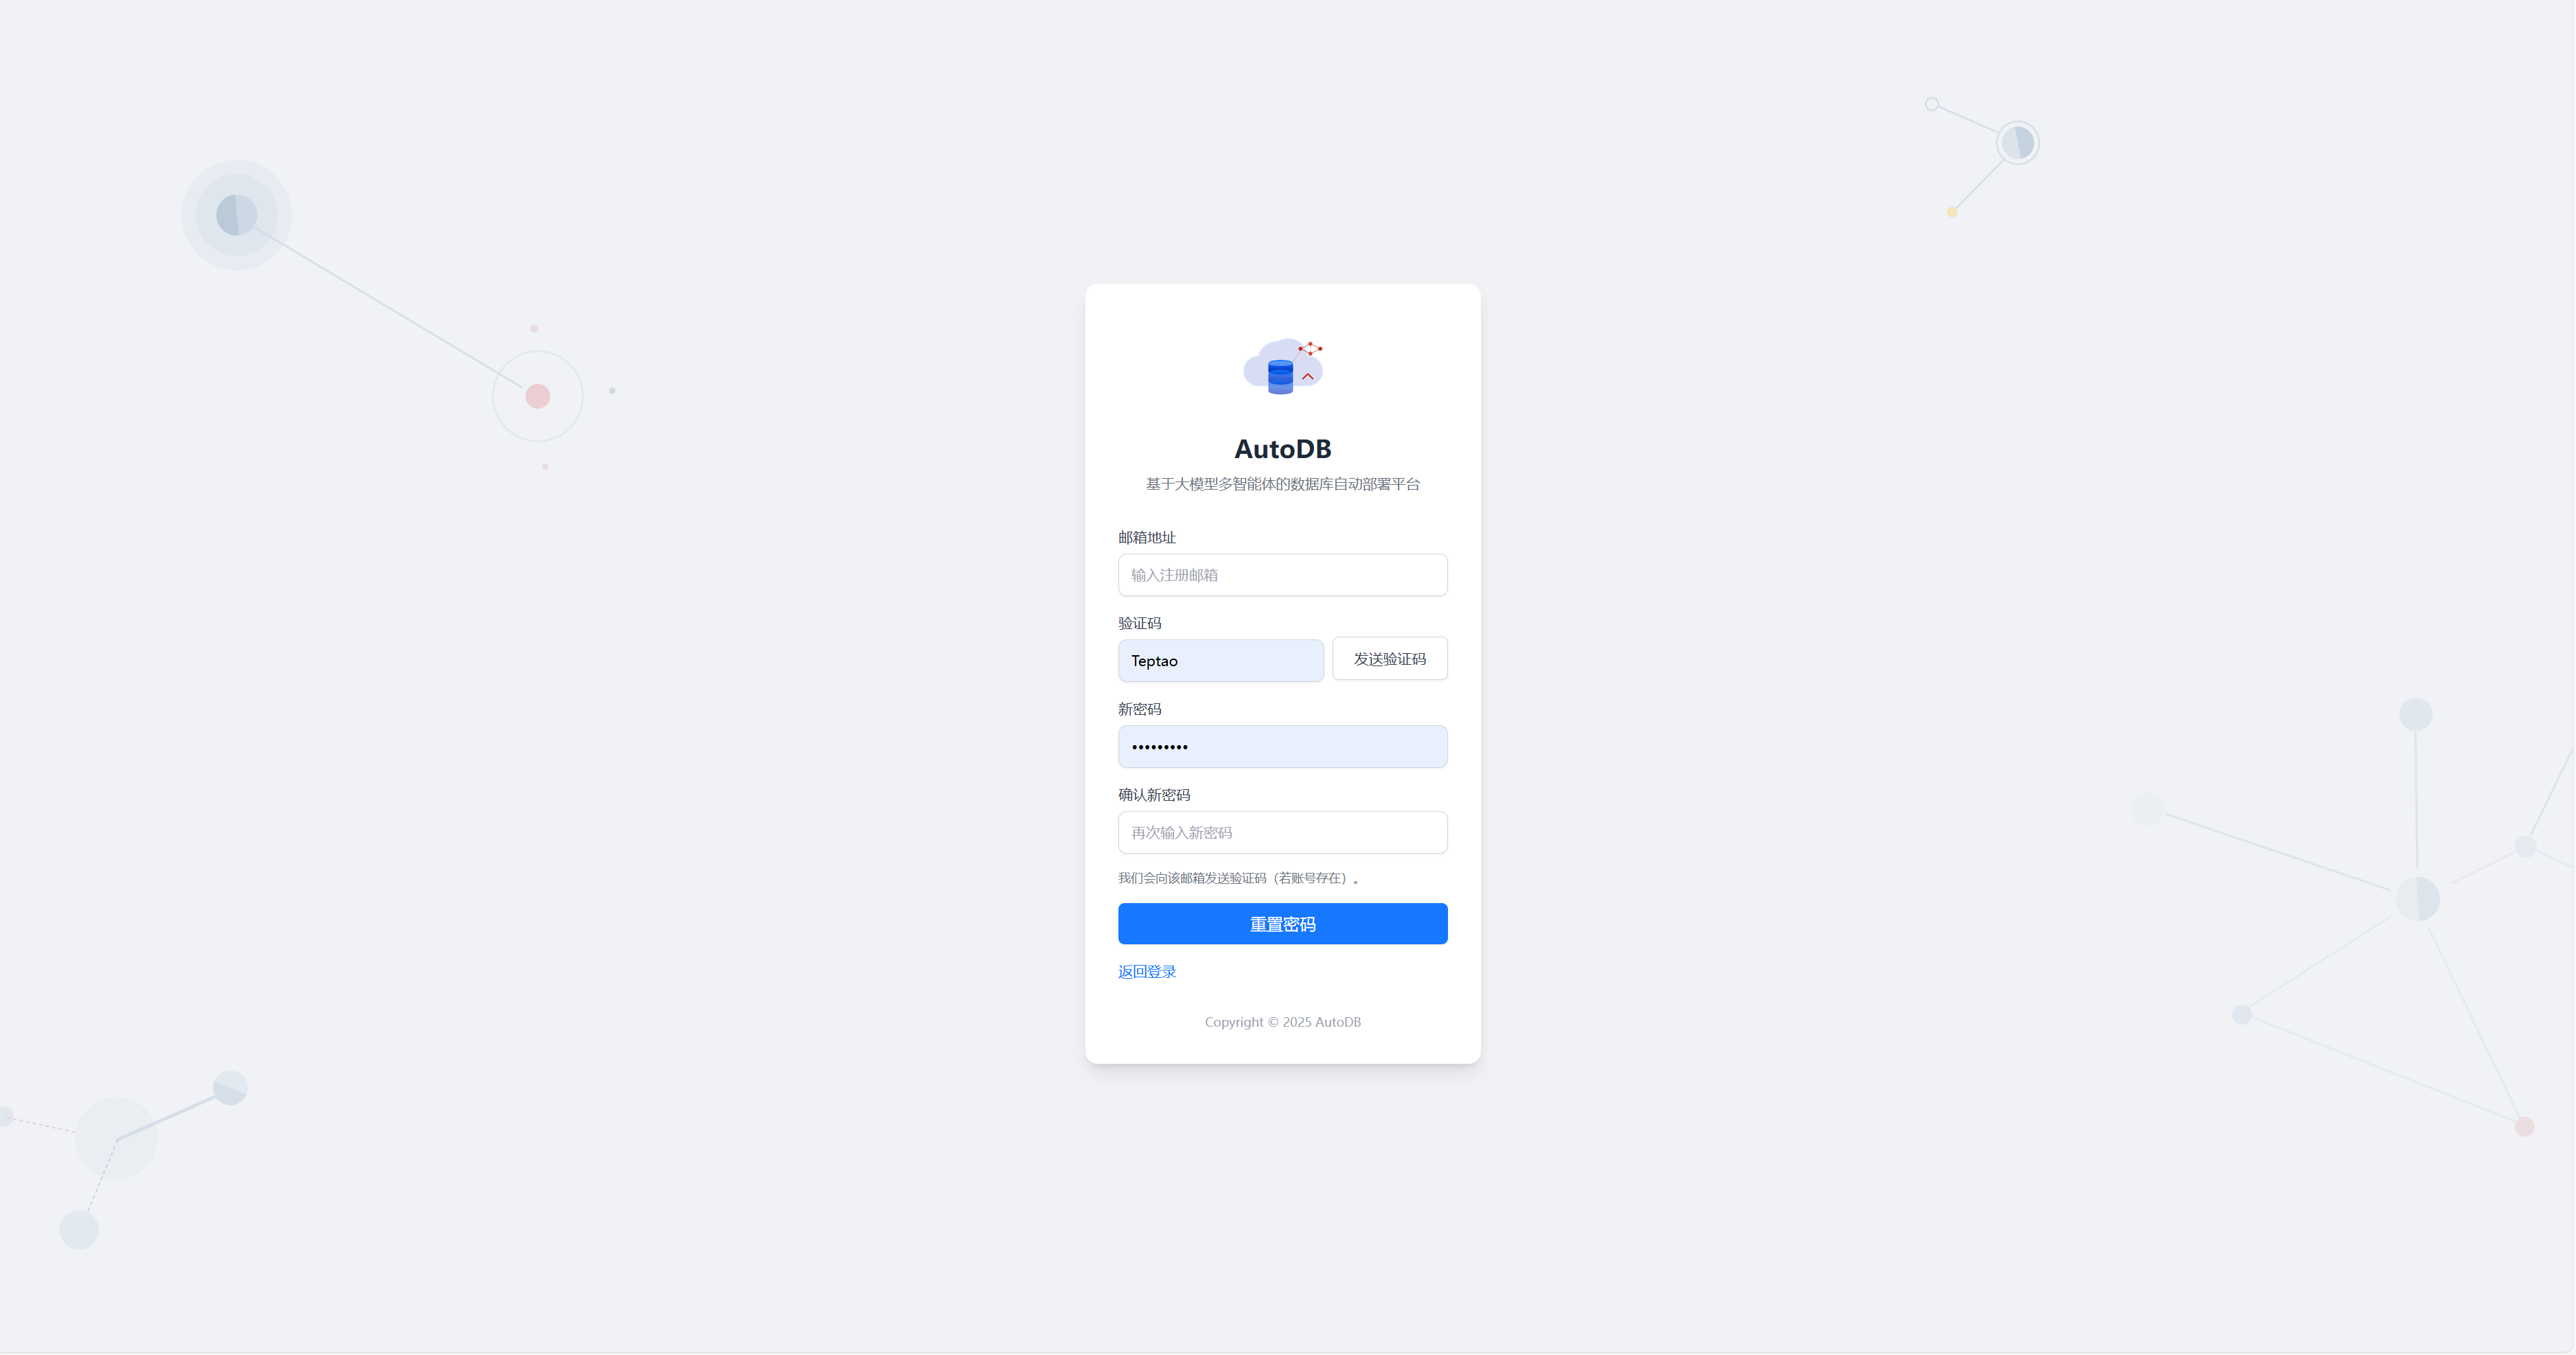 AutoDB
基于大模型多智能体的数据库自动部署平台
邮箱地址
输入注册邮箱
验证码
Teptao
发送验证码
新密码
•••••••••
确认新密码
再次输入新密码
我们会向该邮箱发送验证码（若账号存在）。
重置密码
返回登录
Copyright © 2025 AutoDB